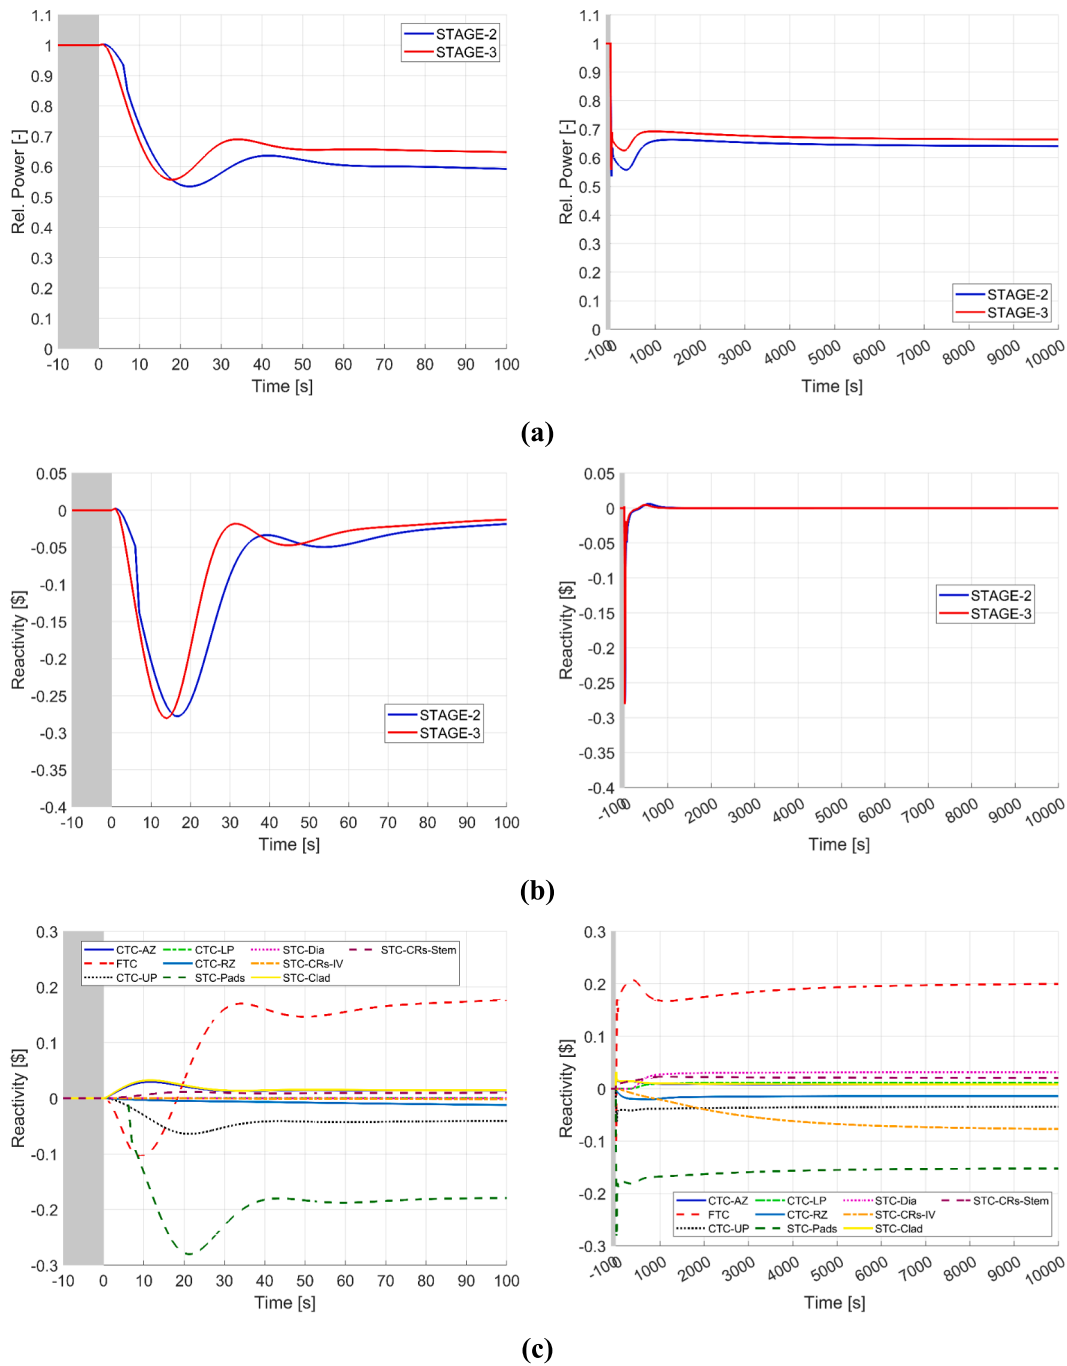 1.1
1
0.9
0.8
0.7
0.6
0.5
0.4
0.3
0.2
0.1
0
Rel. Power [-]
STAGE-2
STAGE-3
-10 0 10 20 30 40 50 60 70 80 90 100
Time [s]
1.1
1
0.9
0.8
0.7
0.6
0.5
0.4
0.3
0.2
0.1
0
Rel. Power [-]
STAGE-2
STAGE-3
-100 1000 2000 3000 4000 5000 6000 7000 8000 9000 10000
Time [s]
(a)
0.05
0
-0.05
-0.1
-0.15
-0.2
-0.25
-0.3
-0.35
-0.4
Reactivity [$]
STAGE-2
STAGE-3
-10 0 10 20 30 40 50 60 70 80 90 100
Time [s]
0.05
0
-0.05
-0.1
-0.15
-0.2
-0.25
-0.3
-0.35
-0.4
Reactivity [$]
STAGE-2
STAGE-3
-100 0 1000 2000 3000 4000 5000 6000 7000 8000 9000 10000
Time [s]
(b)
0.3
0.2
0.1
0
-0.1
-0.2
-0.3
Reactivity [$]
CTC-AZ CTC-LP STC-Dia STC-CRs-Stem
FTC CTC-RZ STC-CRs-IV
CTC-UP STC-Pads STC-Clad
-10 0 10 20 30 40 50 60 70 80 90 100
Time [s]
0.3
0.2
0.1
0
-0.1
-0.2
-0.3
Reactivity [$]
CTC-AZ CTC-LP STC-Dia STC-CRs-Stem
FTC CTC-RZ STC-CRs-IV
CTC-UP STC-Pads STC-Clad
-100 0 1000 2000 3000 4000 5000 6000 7000 8000 9000 10000
Time [s]
(c)